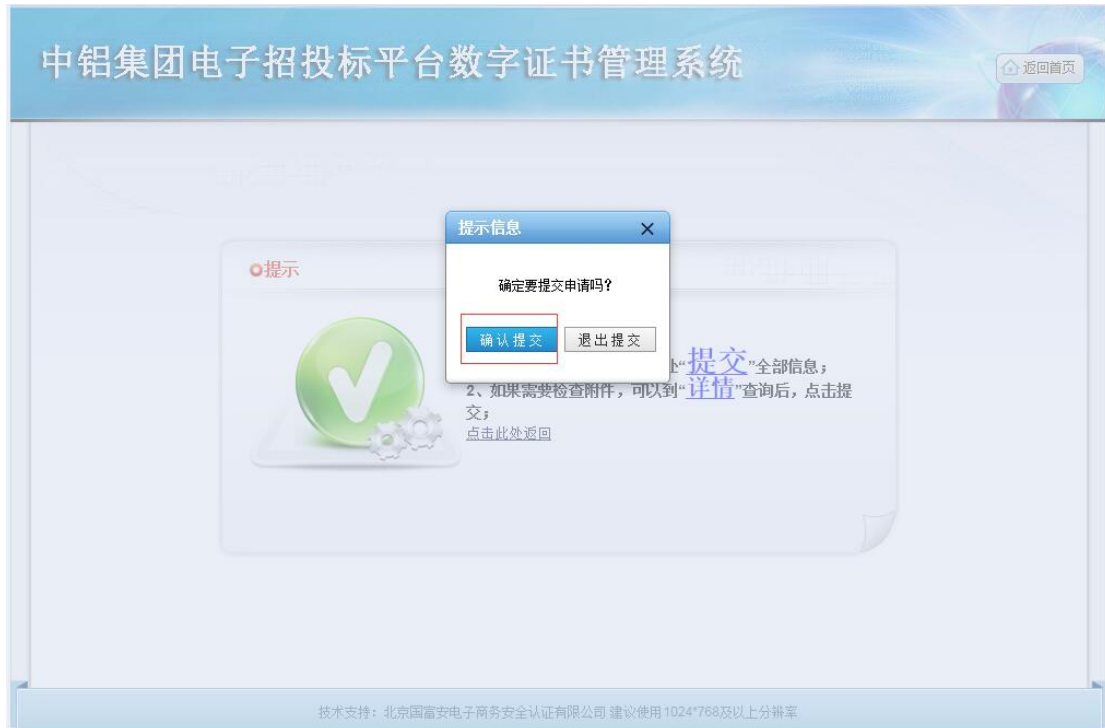 中铝集团电子招投标平台数字证书管理系统
返回首页
提示信息
确定要提交申请吗?
确认提交
退出提交
提示
处“提交”全部信息;
2、如果需要检查附件,可以到“详情”查询后,点击提
交;
点击此处返回
技术支持:北京国富安电子商务安全认证有限公司 建议使用1024*768及以上分辨率